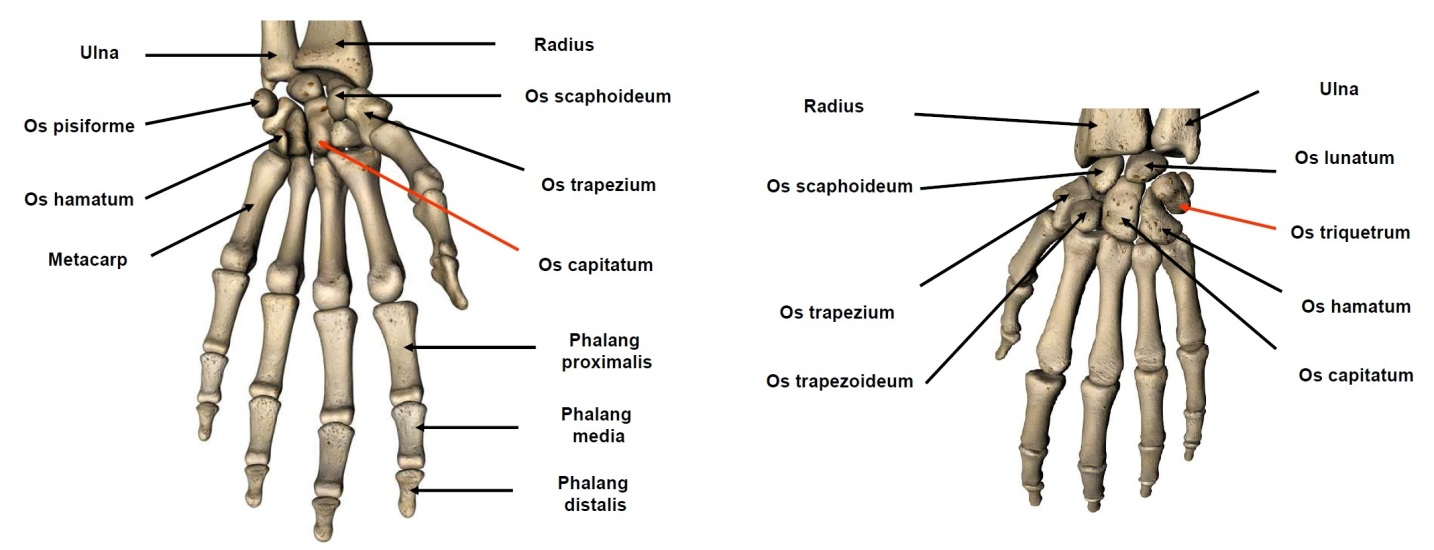 Ulna
Radius
Os scaphoideum
Os pisiforme
Os trapezium
Os hamatum
Metacarp
Os capitatum
Phalang
proximalis
Phalang
media
Phalang
distalis
Ulna
Radius
Os lunatum
Os scaphoideum
Os triquetrum
Os trapezium
Os hamatum
Os trapezoideum
Os capitatum